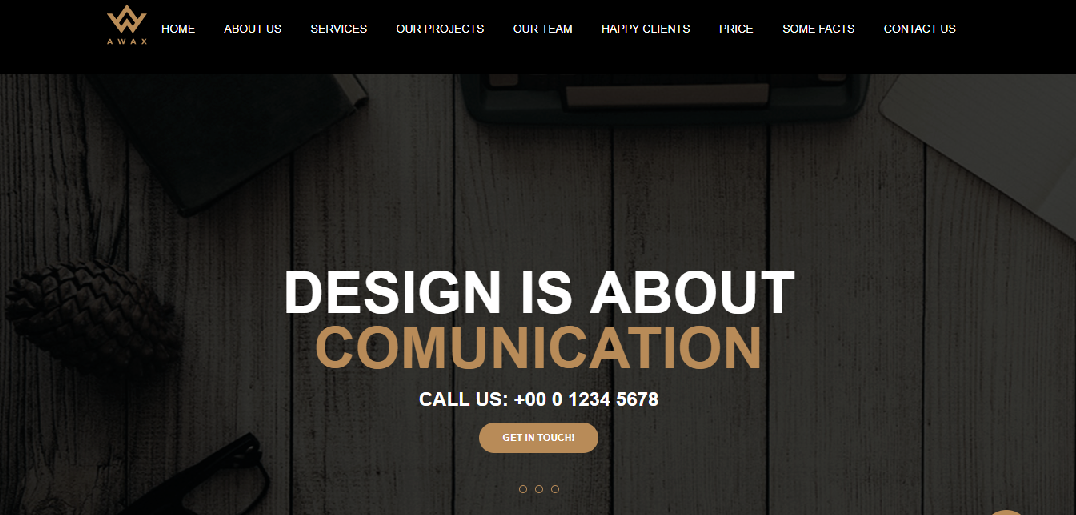 AWAX
HOME ABOUT US SERVICES OUR PROJECTS OUR TEAM HAPPY CLIENTS PRICE SOME FACTS CONTACT US
DESIGN IS ABOUT
COMUNICATION
CALL US: +00 0 1234 5678
GET IN TOUCH!